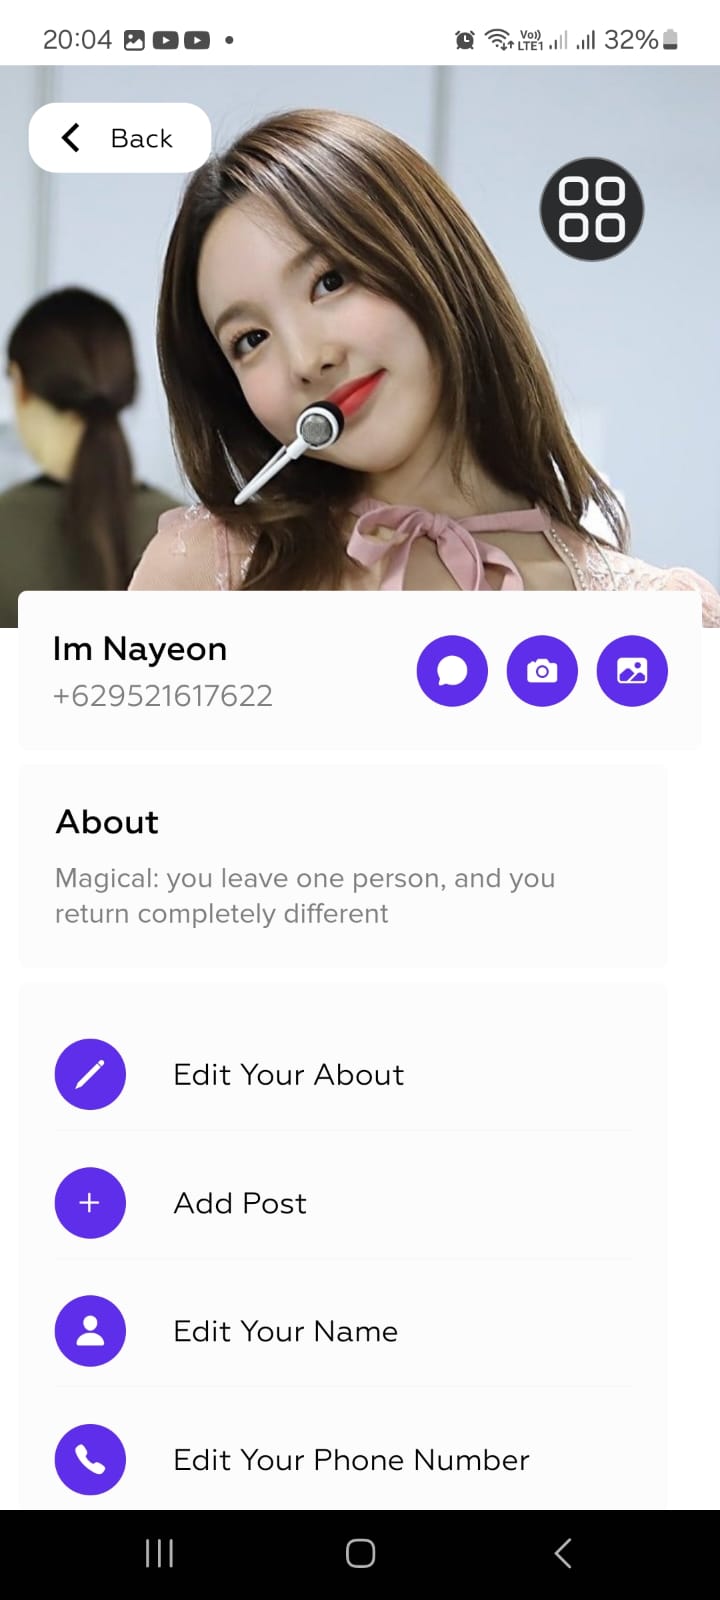 20:04
Vo))
LTE1
32%
Back
Im Nayeon
+629521617622
About
Magical: you leave one person, and you
return completely different
Edit Your About
Add Post
Edit Your Name
Edit Your Phone Number